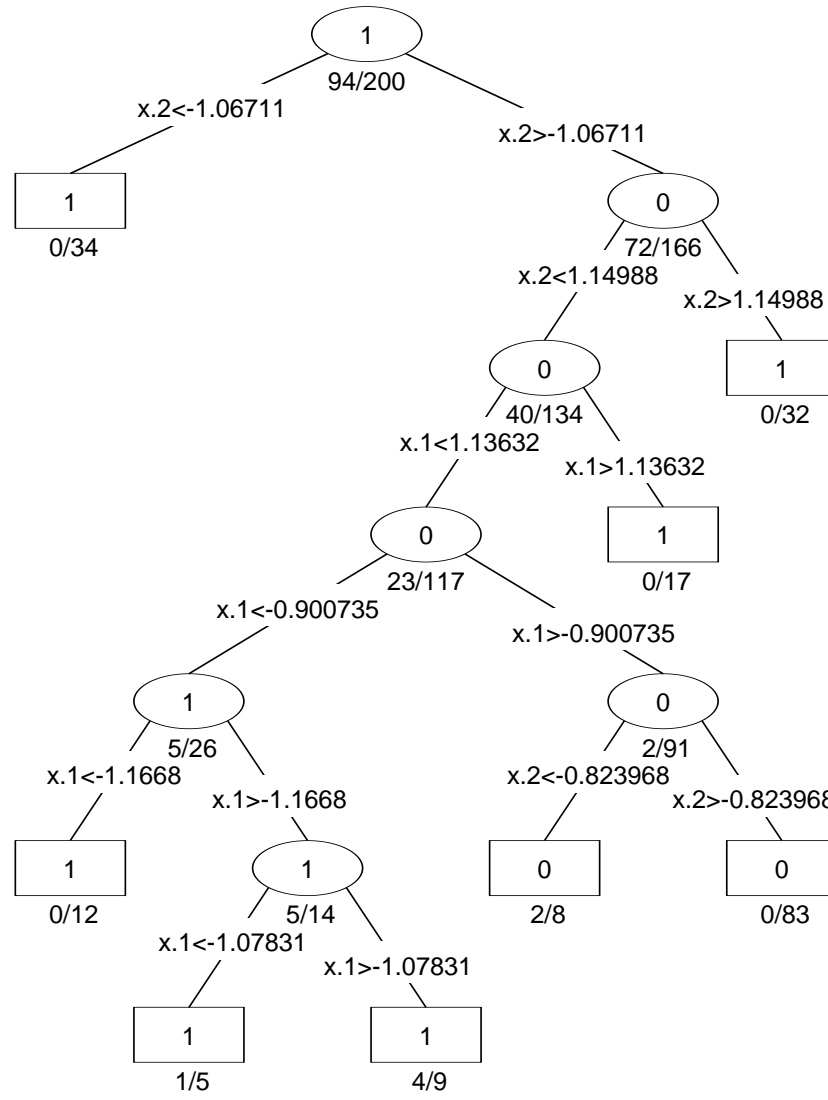 1
94/200
x.2<-1.06711
x.2>-1.06711
1
0/34
0
72/166
x.2<1.14988
x.2>1.14988
0
40/134
1
0/32
x.1<1.13632
x.1>1.13632
0
23/117
1
0/17
x.1<-0.900735
x.1>-0.900735
1
5/26
0
2/91
x.1<-1.1668
x.1>-1.1668
x.2<-0.823968
x.2>-0.823968
1
0/12
1
5/14
0
2/8
0
0/83
x.1<-1.07831
x.1>-1.07831
1
1/5
1
4/9